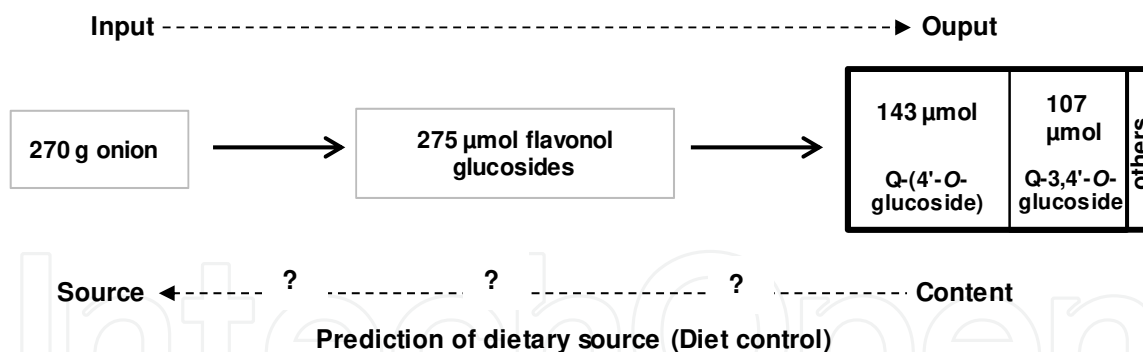 Input
Ouput
270 g onion
275 µmol flavonol
glucosides
143 µmol
Q-(4'-O-
glucoside)
107
µmol
Q-3,4'-O-
glucoside
others
Source
?
?
?
Content
Prediction of dietary source (Diet control)
IntechOpen